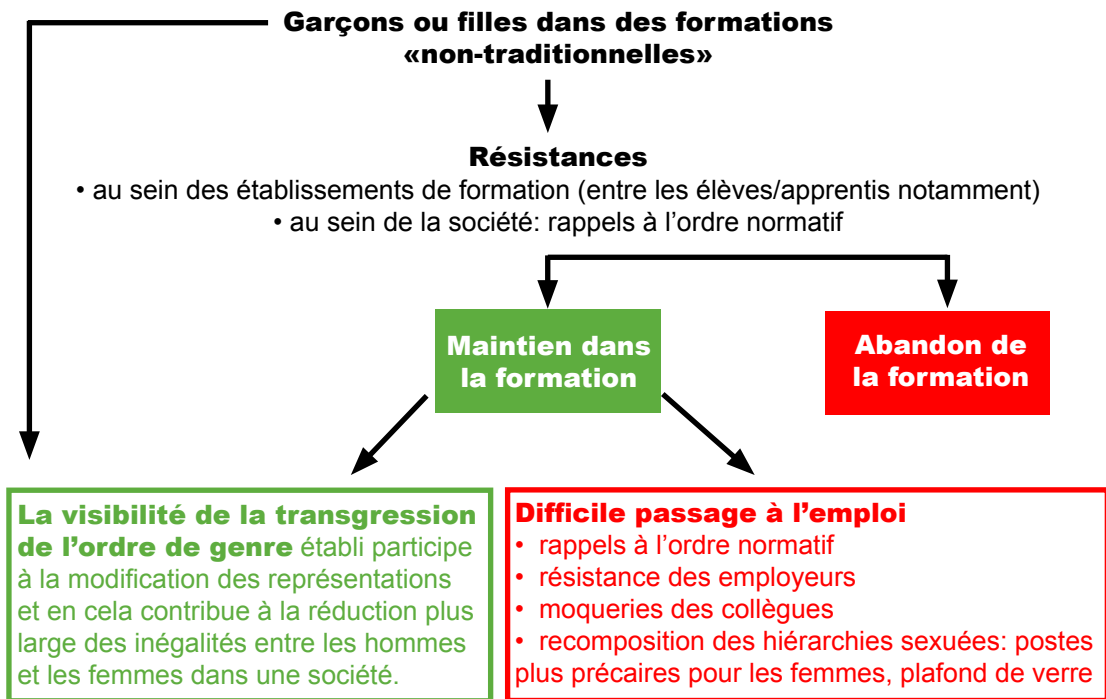 Garçons ou filles dans des formations
«non-traditionnelles»
Résistances
• au sein des établissements de formation (entre les élèves/apprentis notamment)
• au sein de la société: rappels à l’ordre normatif
Maintien dans
la formation
Abandon de
la formation
La visibilité de la transgression
de l’ordre de genre établi participe
à la modification des représentations
et en cela contribue à la réduction plus
large des inégalités entre les hommes
et les femmes dans une société.
Difficile passage à l’emploi
• rappels à l’ordre normatif
• résistance des employeurs
• moqueries des collègues
• recomposition des hiérarchies sexuées: postes
plus précaires pour les femmes, plafond de verre